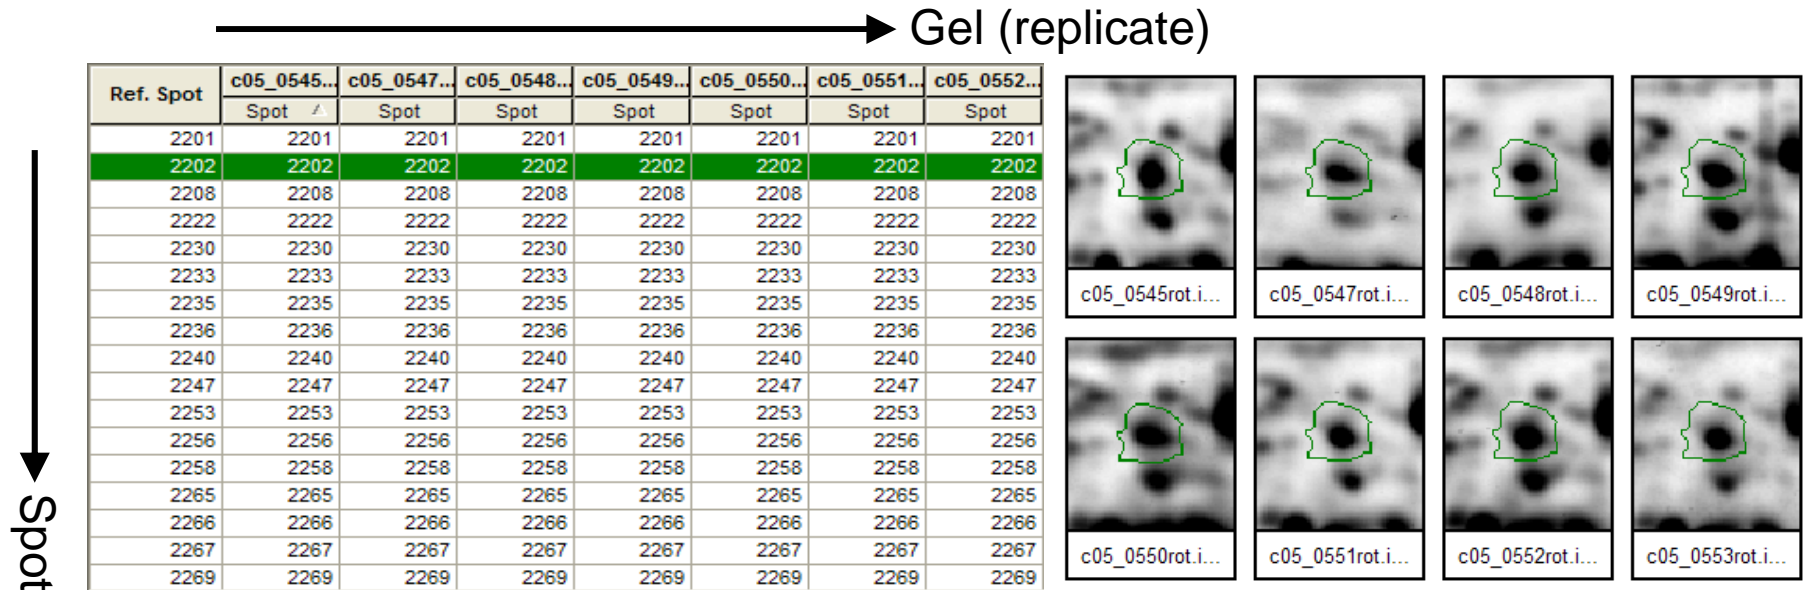 Gel (replicate)
Ref. Spot c05_0545... c05_0547... c05_0548... c05_0549... c05_0550... c05_0551... c05_0552...
Spot Spot Spot Spot Spot Spot Spot
2201 2201 2201 2201 2201 2201 2201 2201
2202 2202 2202 2202 2202 2202 2202 2202
2208 2208 2208 2208 2208 2208 2208 2208
2222 2222 2222 2222 2222 2222 2222 2222
2230 2230 2230 2230 2230 2230 2230 2230
2233 2233 2233 2233 2233 2233 2233 2233
2235 2235 2235 2235 2235 2235 2235 2235
2236 2236 2236 2236 2236 2236 2236 2236
2240 2240 2240 2240 2240 2240 2240 2240
2247 2247 2247 2247 2247 2247 2247 2247
2253 2253 2253 2253 2253 2253 2253 2253
2256 2256 2256 2256 2256 2256 2256 2256
2258 2258 2258 2258 2258 2258 2258 2258
2265 2265 2265 2265 2265 2265 2265 2265
2266 2266 2266 2266 2266 2266 2266 2266
2267 2267 2267 2267 2267 2267 2267 2267
2269 2269 2269 2269 2269 2269 2269 2269
Spot
c05_0545rot.i... c05_0547rot.i... c05_0548rot.i... c05_0549rot.i...
c05_0550rot.i... c05_0551rot.i... c05_0552rot.i... c05_0553rot.i...